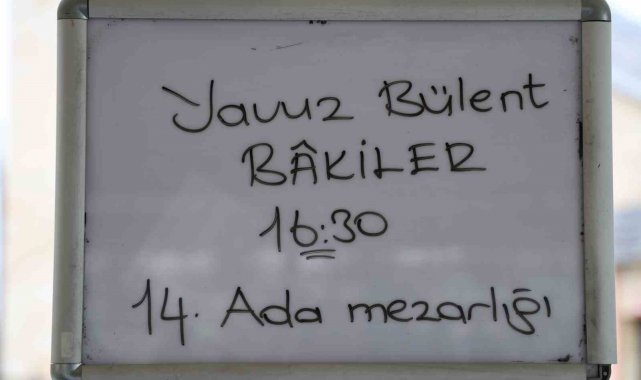 Yavuz Bülent
BÂKİLER
16:30
14. Ada mezarlığı